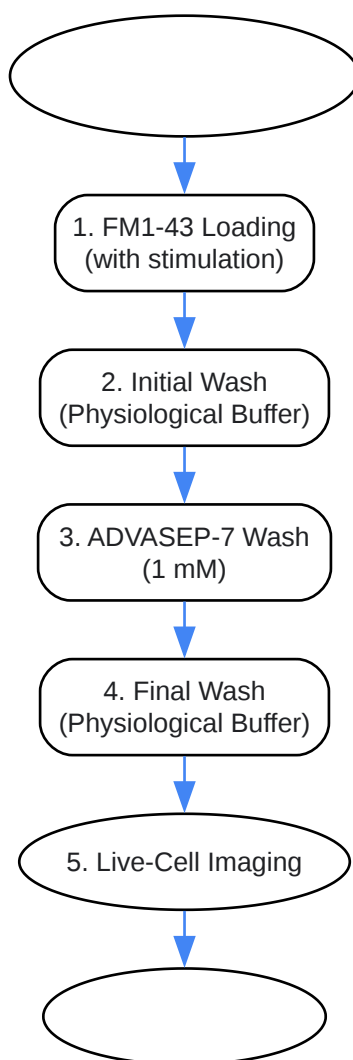 1. FM1-43 Loading
(with stimulation)
2. Initial Wash
(Physiological Buffer)
3. ADVASEP-7 Wash
(1 mM)
4. Final Wash
(Physiological Buffer)
5. Live-Cell Imaging